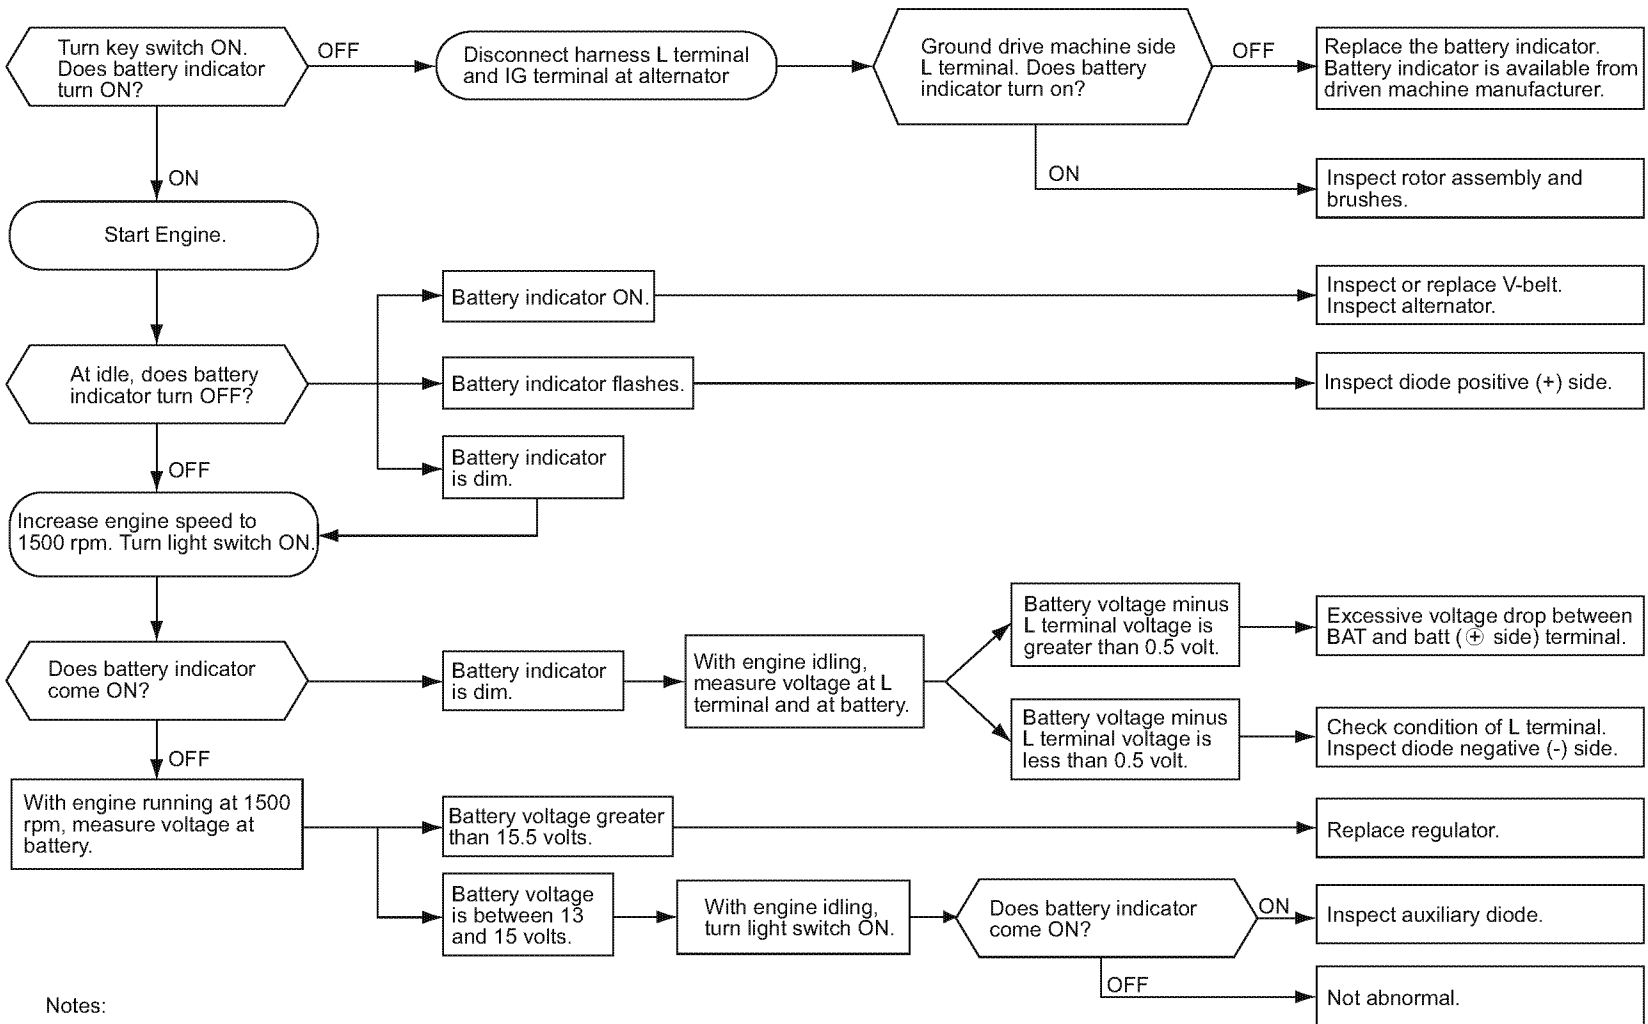 Turn key switch ON.
Does battery indicator
turn ON?
OFF
Disconnect harness L terminal
and IG terminal at alternator
Ground drive machine side
L terminal. Does battery
indicator turn on?
OFF
Replace the battery indicator.
Battery indicator is available from
driven machine manufacturer.
ON
Inspect rotor assembly and
brushes.
ON
Start Engine.
At idle, does battery
indicator turn OFF?
Battery indicator ON.
Inspect or replace V-belt.
Inspect alternator.
Battery indicator flashes.
Inspect diode positive (+) side.
Battery indicator
is dim.
OFF
Increase engine speed to
1500 rpm. Turn light switch ON.
Does battery indicator
come ON?
Battery indicator
is dim.
With engine idling,
measure voltage at L
terminal and at battery.
Battery voltage minus
L terminal voltage is
greater than 0.5 volt.
Excessive voltage drop between
BAT and batt (⊕ side) terminal.
Battery voltage minus
L terminal voltage is
less than 0.5 volt.
Check condition of L terminal.
Inspect diode negative (-) side.
OFF
With engine running at 1500
rpm, measure voltage at
battery.
Battery voltage greater
than 15.5 volts.
Replace regulator.
Battery voltage
is between 13
and 15 volts.
With engine idling,
turn light switch ON.
Does battery indicator
come ON?
ON
Inspect auxiliary diode.
OFF
Not abnormal.
Notes: